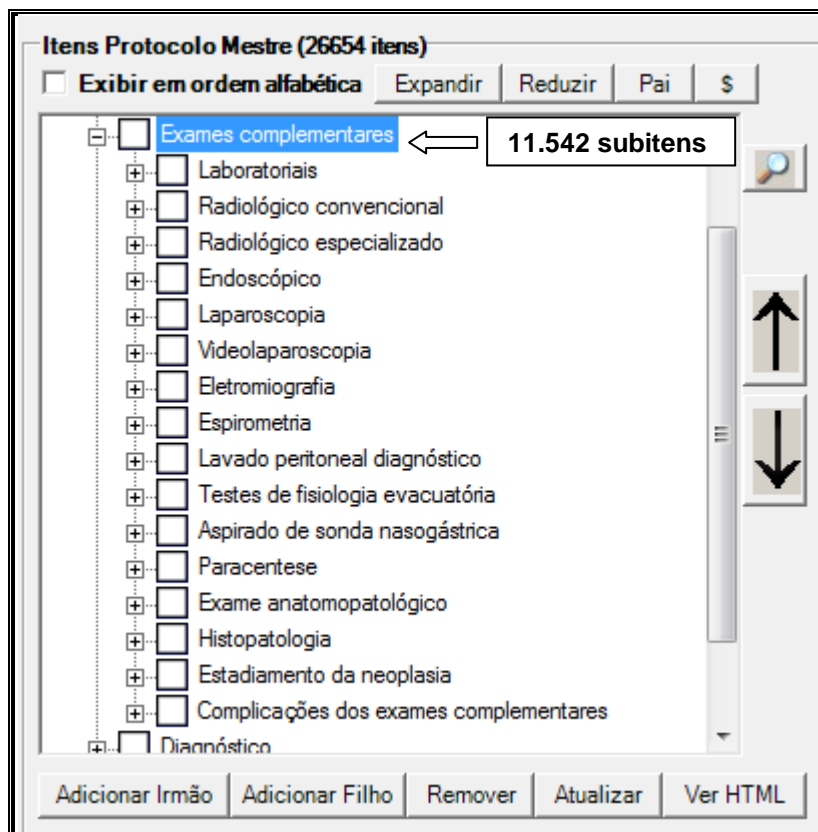 Itens Protocolo Mestre (26654 itens)
Exibir em ordem alfabética Expandir Reduzir Pai $
Exames complementares 11.542 subitens
Laboratoriais
Radiológico convencional
Radiológico especializado
Endoscópico
Laparoscopia
Videolaparoscopia
Eletromiografia
Espirometria
Lavado peritoneal diagnóstico
Testes de fisiologia evacuatória
Aspirado de sonda nasogástrica
Paracentese
Exame anatomopatológico
Histopatologia
Estadiamento da neoplasia
Complicações dos exames complementares
Diagnóstico
Adicionar Irmão Adicionar Filho Remover Atualizar Ver HTML